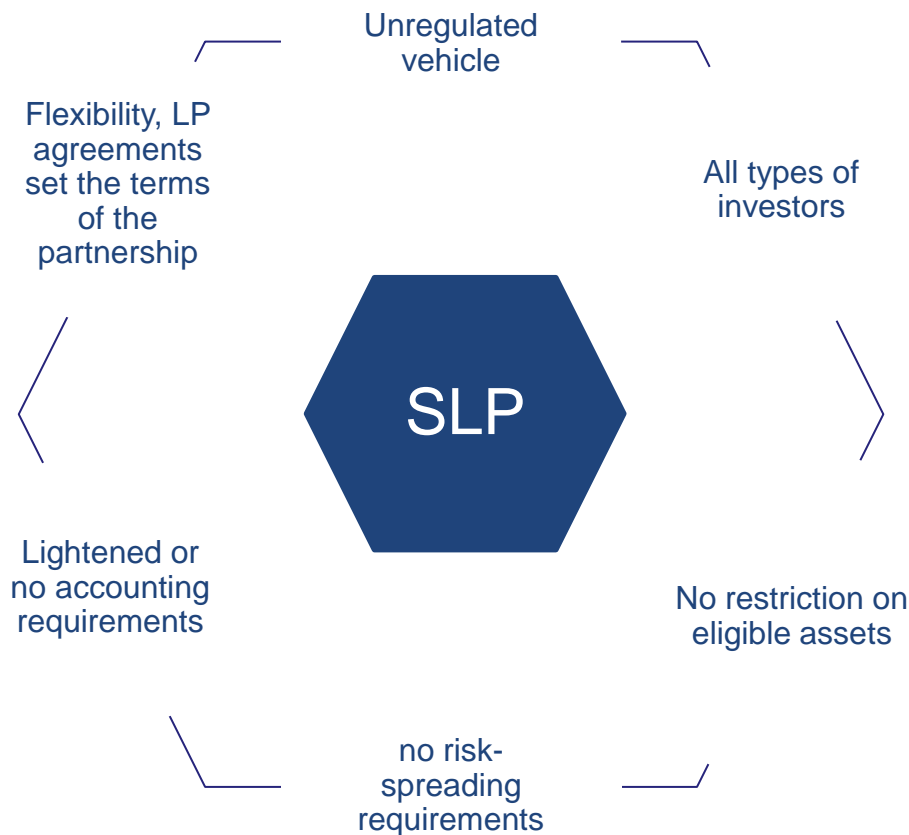 Unregulated
vehicle
Flexibility, LP
agreements
set the terms
of the
partnership
All types of
investors
SLP
Lightened or
no accounting
requirements
No restriction on
eligible assets
no risk-
spreading
requirements